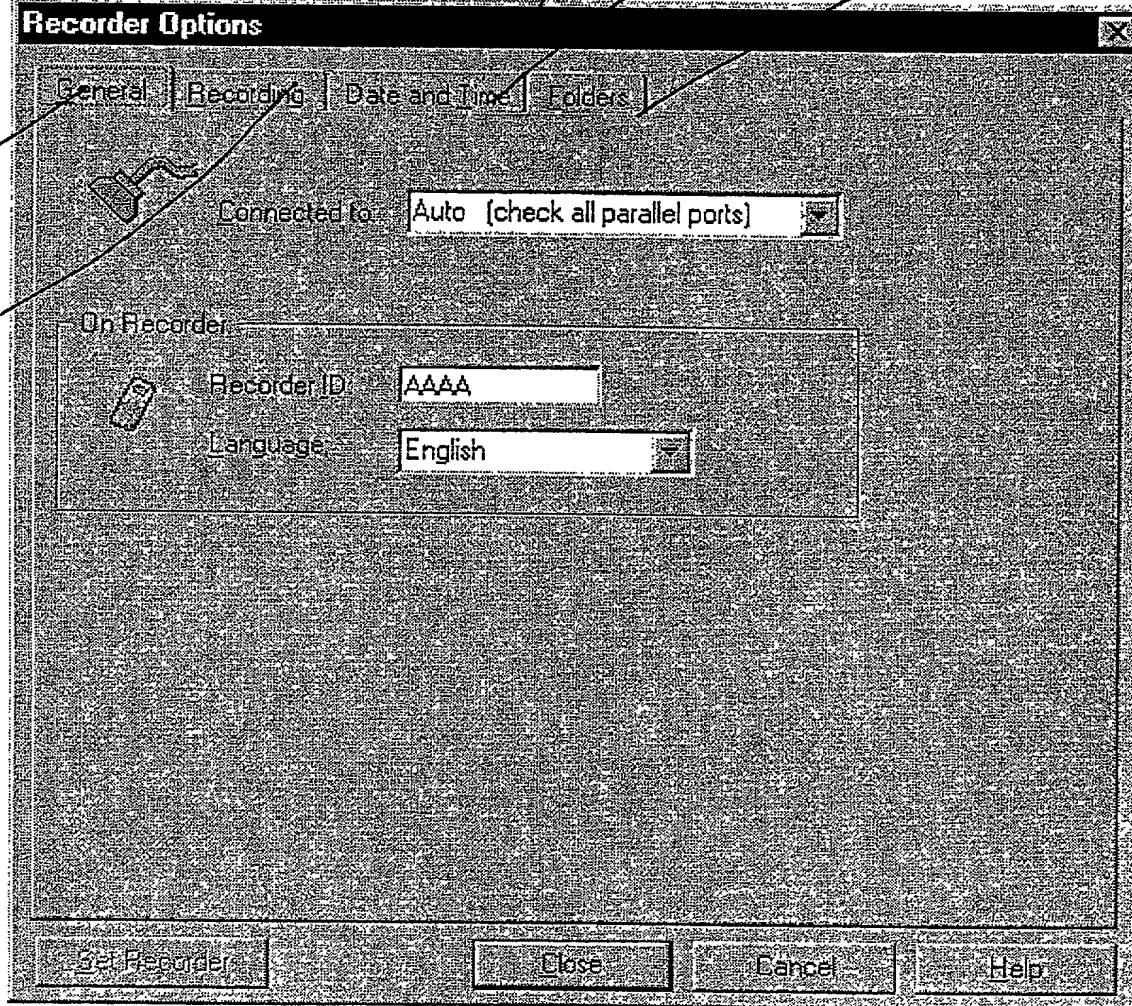 Recorder Options
General Recording Date and Time Folders
Connected to: Auto (check all parallel ports)
On Recorder:
Recorder ID: AAAA
Language: English
Set Recorder Close Cancel Help